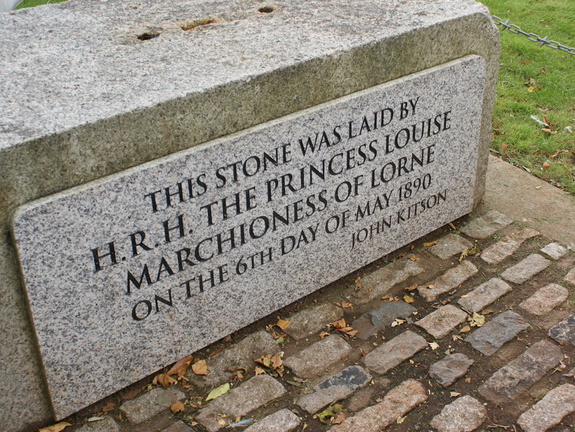 THIS STONE WAS LAID BY
H.R.H. THE PRINCESS LOUISE
MARCHIONESS OF LORNE
ON THE 6TH DAY OF MAY 1890
JOHN KITSON